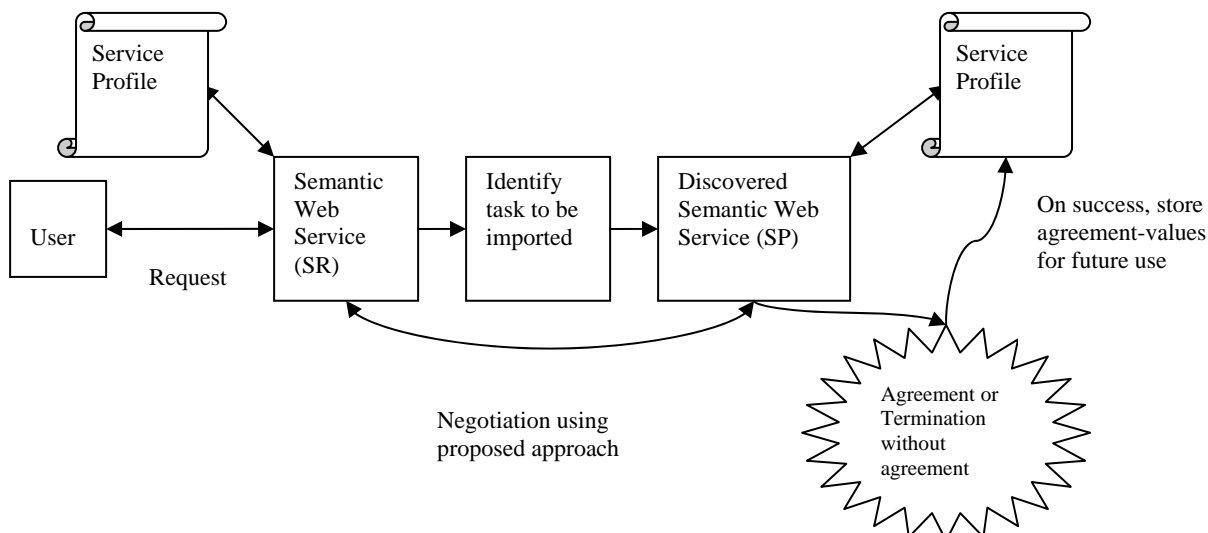 Service
Profile
Service
Profile
User
Request
Semantic
Web
Service
(SR)
Identify
task to be
imported
Discovered
Semantic Web
Service (SP)
On success, store
agreement-values
for future use
Negotiation using
proposed approach
Agreement or
Termination
without
agreement